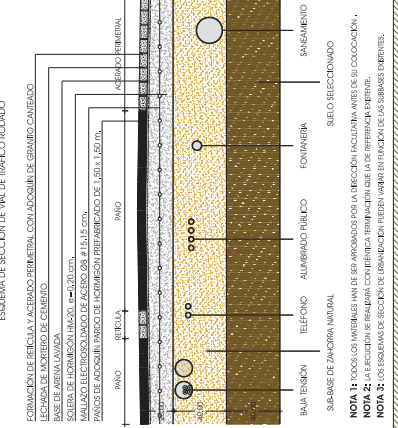 ESQUEMA DE SECCIÓN DE VIAL DE TRÁFICO RODADO
FORMACIÓN DE RETÍCULA Y ACERADO PERIMETRAL CON ADOQUÍN DE GRANITO CANTEADO
LECHADA DE MORTERO DE CEMENTO
BASE DE ARENA LAVADA
SOLERA DE HORMIGÓN HM-20, e=0,20 cm.
MALLAZO ELECTROSOLDADO DE ACERO Ø8 #15,15 cm.
PAÑOS DE ADOQUÍN PARDO DE HORMIGÓN PREFABRICADO DE 1,50 x 1,50 m.
PAÑO
RETÍCULA
PAÑO
ACERADO PERIMETRAL
BAJA TENSIÓN
TELÉFONO
ALUMBRADO PÚBLICO
FONTANERÍA
SANEAMIENTO
SUB-BASE DE ZAHORRA NATURAL
SUELO SELECCIONADO
NOTA 1: TODOS LOS MATERIALES HAN DE SER APROBADOS POR LA DIRECCIÓN FACULTATIVA ANTES DE SU COLOCACIÓN .
NOTA 2: LA EJECUCIÓN SE REALIZARÁ CON IDÉNTICA TERMINACIÓN QUE LA DE REFERENCIA EXISTENTE.
NOTA 3: LOS ESQUEMAS DE SECCIÓN DE URBANIZACIÓN PUEDEN VARIAR EN FUNCIÓN DE LAS SUBBASES EXISTENTES.